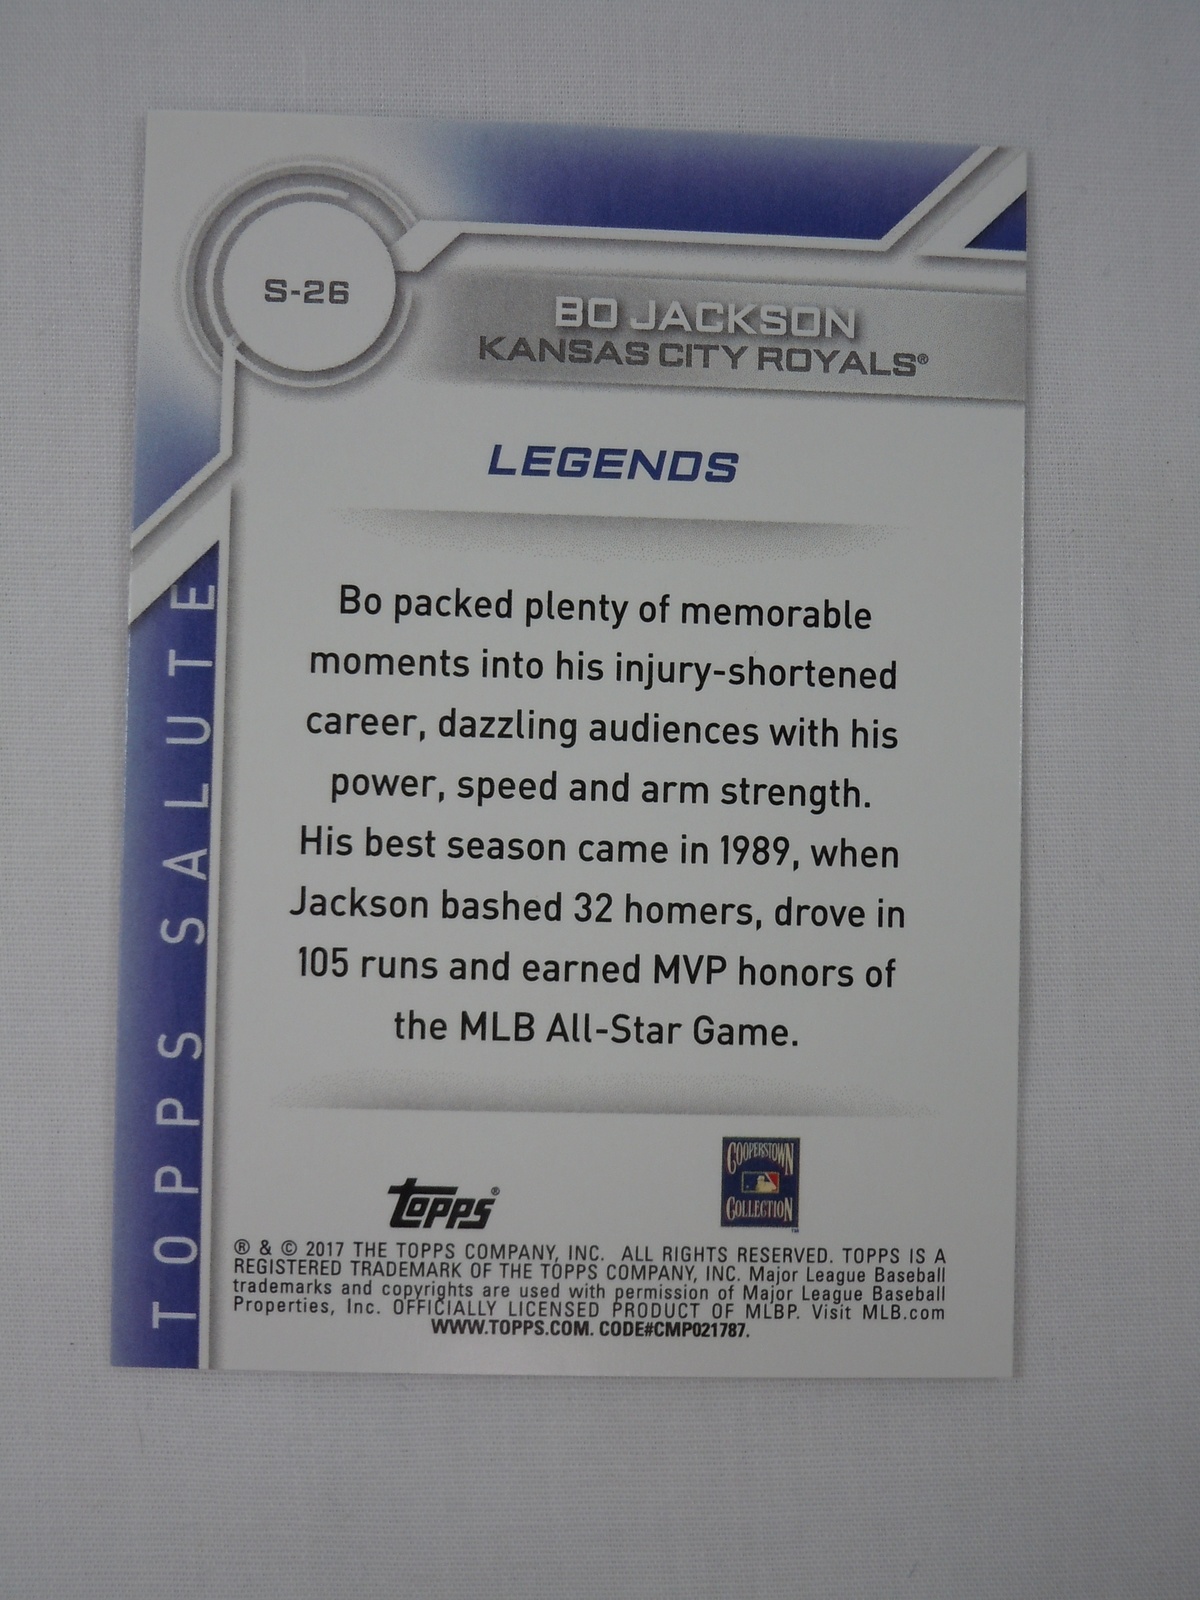 S-26
BO JACKSON
KANSAS CITY ROYALS®
LEGENDS
Bo packed plenty of memorable
moments into his injury-shortened
career, dazzling audiences with his
power, speed and arm strength.
His best season came in 1989, when
Jackson bashed 32 homers, drove in
105 runs and earned MVP honors of
the MLB All-Star Game.
TOPPS SALUTE
topps®
COOPERSTOWN
COLLECTION™
® & © 2017 THE TOPPS COMPANY, INC. ALL RIGHTS RESERVED. TOPPS IS A
REGISTERED TRADEMARK OF THE TOPPS COMPANY, INC. Major League Baseball
trademarks and copyrights are used with permission of Major League Baseball
Properties, Inc. OFFICIALLY LICENSED PRODUCT OF MLBP. Visit MLB.com
WWW.TOPPS.COM. CODE#CMP021787.